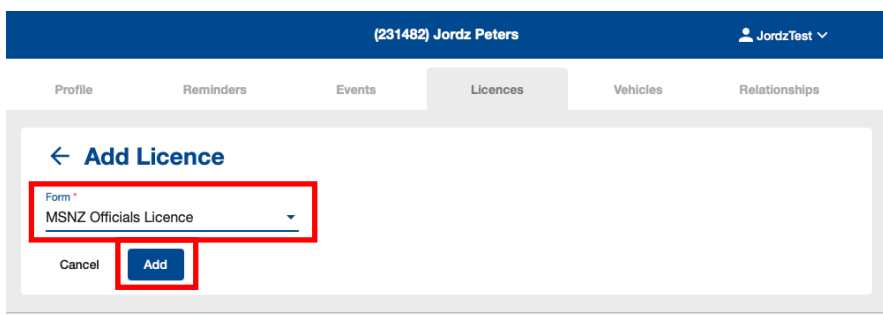 (231482) Jordz Peters JordzTest
Profile Reminders Events Licences Vehicles Relationships
Add Licence
Form *
MSNZ Officials Licence
Cancel Add